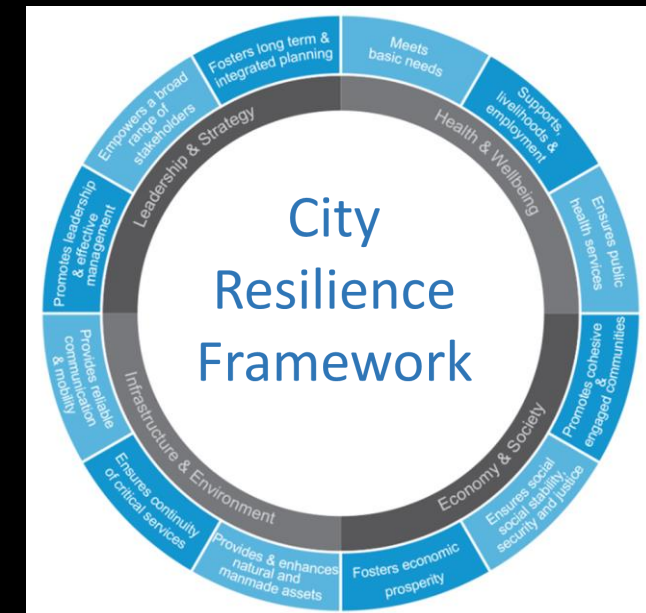 City
Resilience
Framework
Health & Wellbeing
Meets
basic needs
Supports,
livelihoods &
employment
Ensures public
health services
Economy & Society
Promotes cohesive
&
engaged communities
Ensures social
social stability,
security and justice
Fosters economic
prosperity
Infrastructure & Environment
Provides & enhances
natural and
manmade assets
Ensures continuity
of critical services
Provides reliable
communication
& mobility
Leadership & Strategy
Promotes leadership
& effective
management
Empowers a broad
range of
stakeholders
Fosters long term &
integrated planning